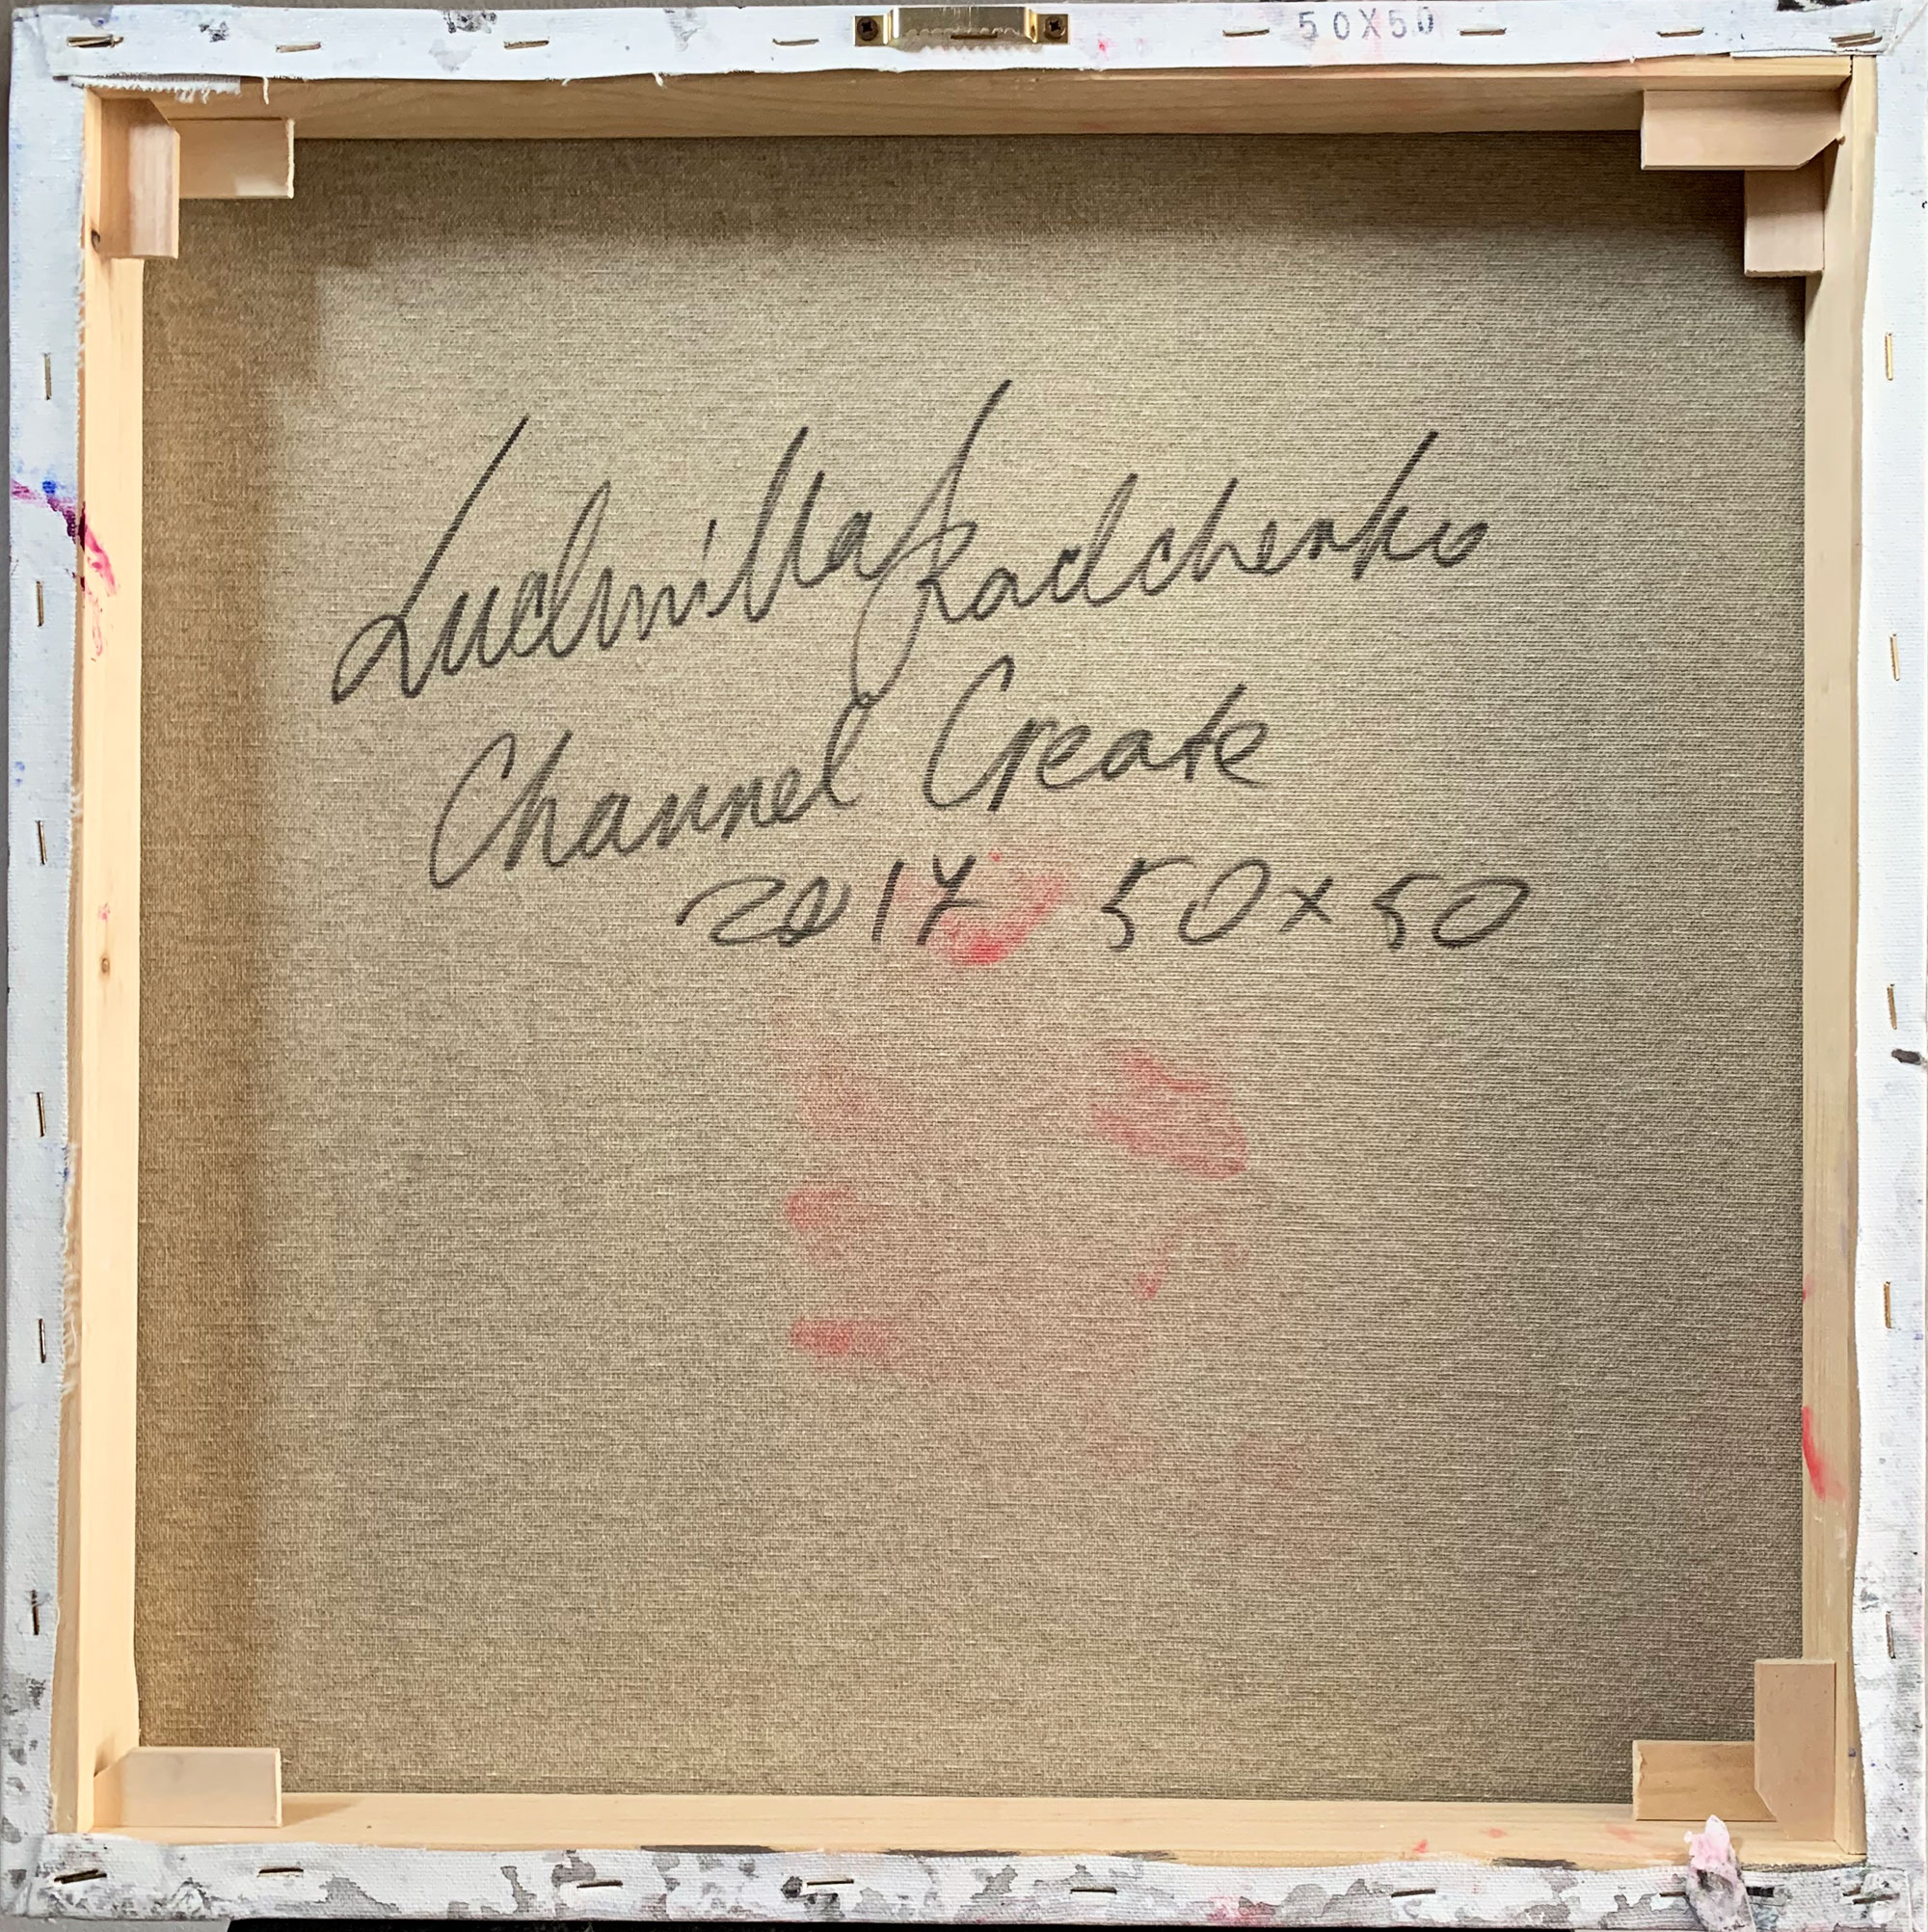 50X50
Ludmilla Radchenko
Channel Create
2017 50x50